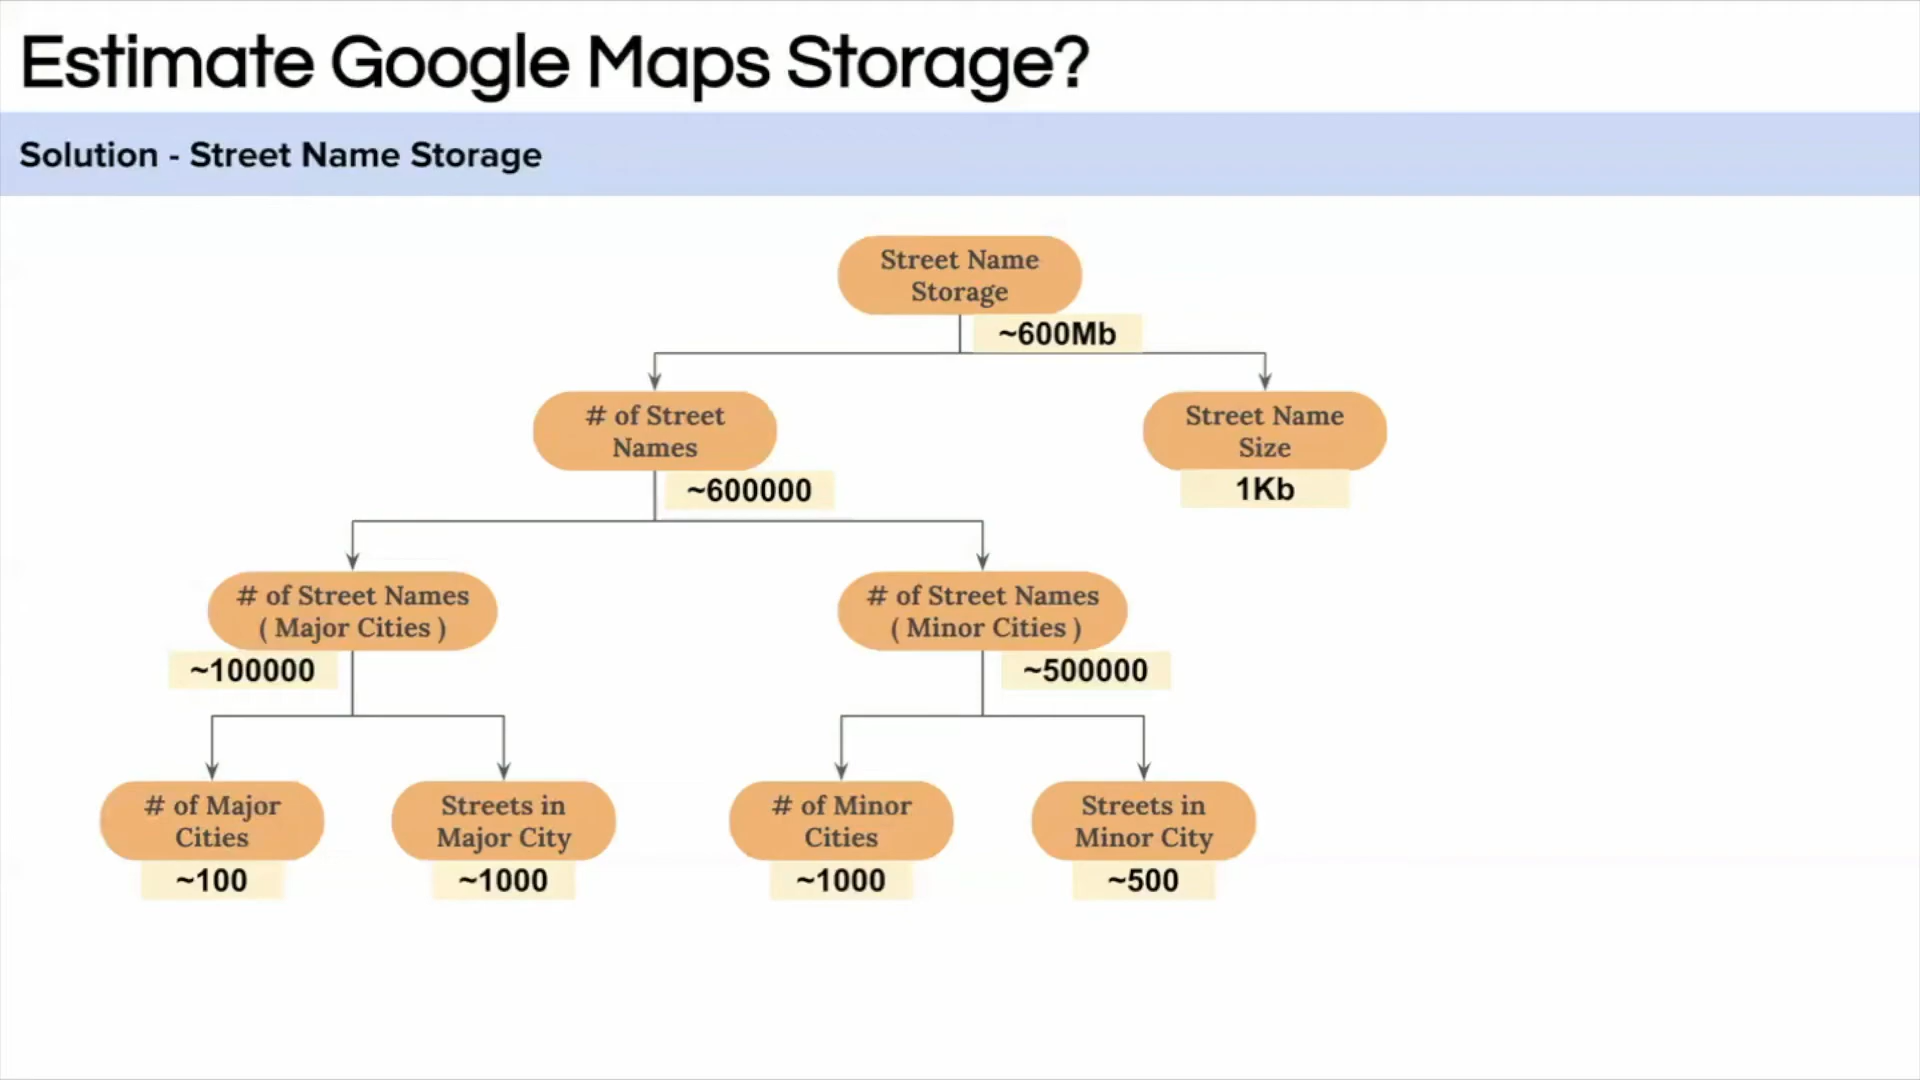 Estimate Google Maps Storage?
Solution - Street Name Storage
Street Name
Storage
~600Mb
# of Street
Names
~600000
Street Name
Size
1Kb
# of Street Names
( Major Cities )
~100000
# of Street Names
( Minor Cities )
~500000
# of Major
Cities
~100
Streets in
Major City
~1000
# of Minor
Cities
~1000
Streets in
Minor City
~500